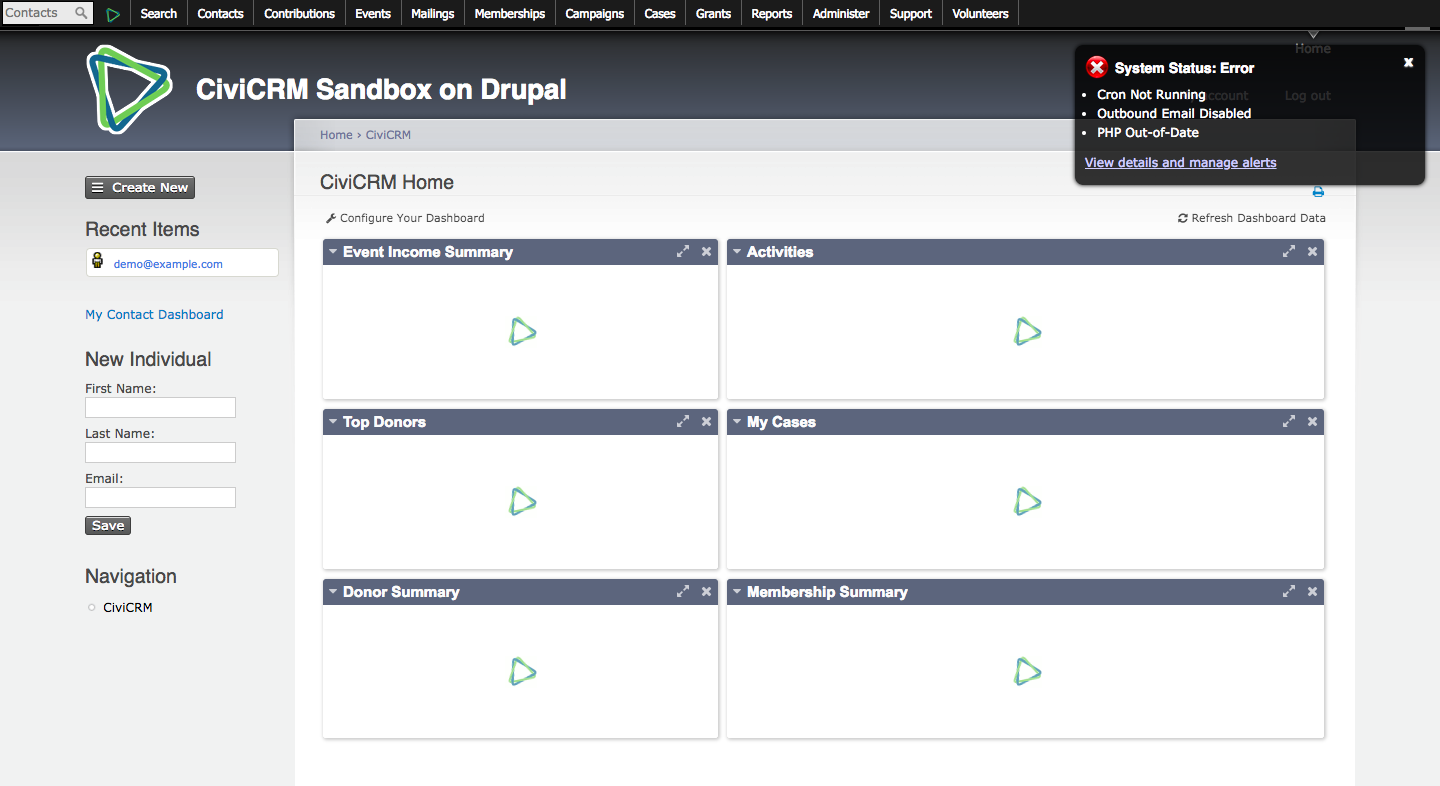 Contacts
Search Contacts Contributions Events Mailings Memberships Campaigns Cases Grants Reports Administer Support Volunteers
Home
CiviCRM Sandbox on Drupal
System Status: Error
Cron Not Running
Log out
Outbound Email Disabled
PHP Out-of-Date
View details and manage alerts
Home › CiviCRM
Create New
Recent Items
demo@example.com
My Contact Dashboard
New Individual
First Name:
Last Name:
Email:
Save
Navigation
CiviCRM
CiviCRM Home
Configure Your Dashboard
Refresh Dashboard Data
Event Income Summary
Activities
Top Donors
My Cases
Donor Summary
Membership Summary